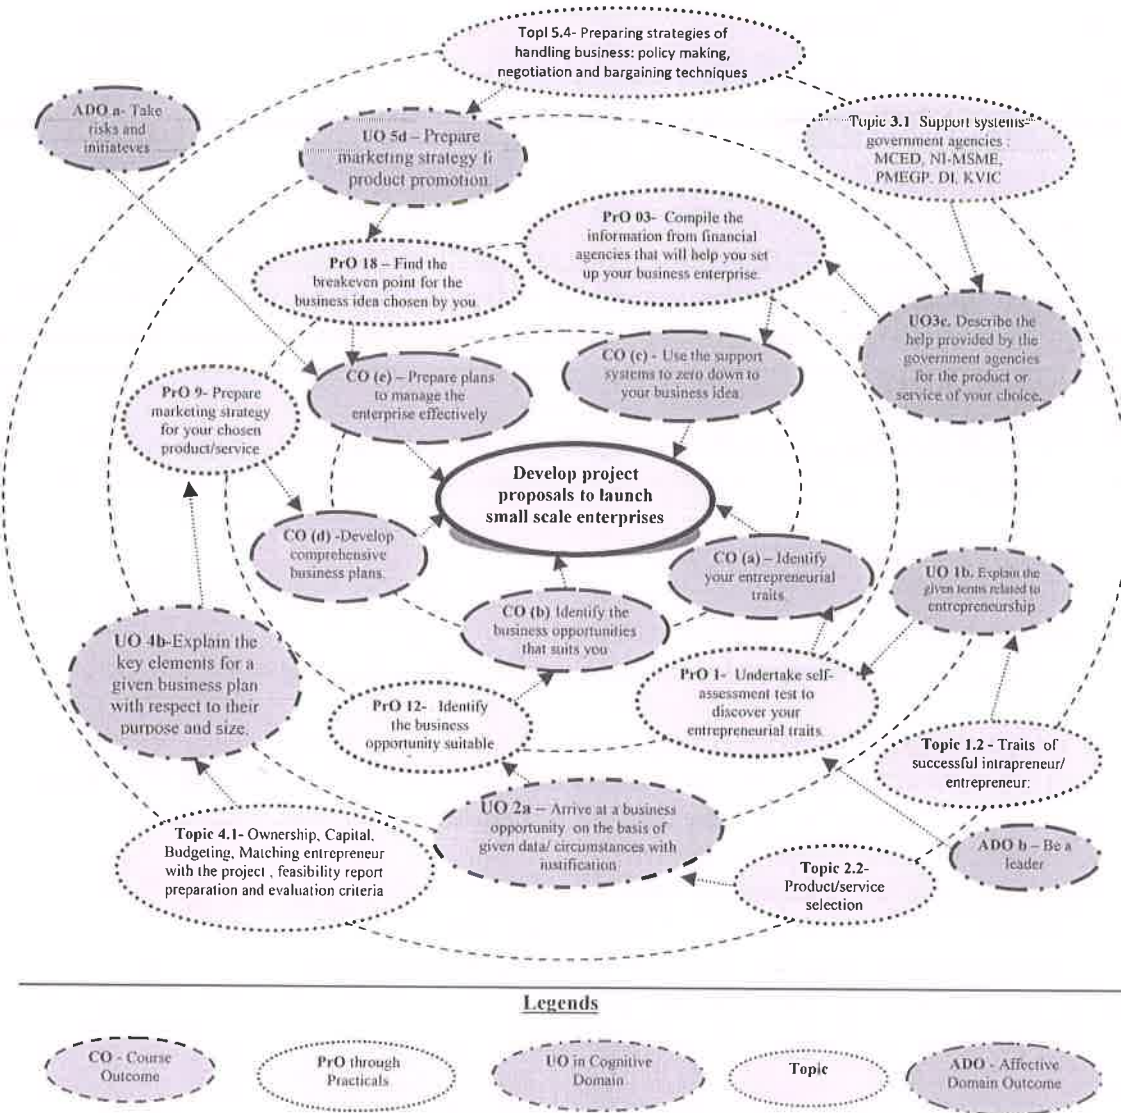 Topl 5.4- Preparing strategies of
handling business: policy making,
negotiation and bargaining techniques
ADO a- Take
risks and
initiateves
UO 5d – Prepare
marketing strategy fi
product promotion
Topic 3.1 Support systems-
government agencies :
MCED, NI-MSME,
PMEGP. DI, KVIC
PrO 03- Compile the
information from financial
agencies that will help you set
up your business enterprise.
PrO 18 – Find the
breakeven point for the
business idea chosen by you.
UO3c. Describe the
help provided by the
government agencies
for the product or
service of your choice.
CO (e) – Prepare plans
to manage the
enterprise effectively
CO (c) - Use the support
systems to zero down to
your business idea.
PrO 9- Prepare
marketing strategy
for your chosen
product/service
Develop project
proposals to launch
small scale enterprises
CO (d) -Develop
comprehensive
business plans.
CO (a) – Identify
your entrepreneurial
traits.
UO 1b. Explain the
given terms related to
entrepreneurship
CO (b) Identify the
business opportunities
that suits you
UO 4b-Explain the
key elements for a
given business plan
with respect to their
purpose and size.
PrO 1- Undertake self-
assessment test to
discover your
entrepreneurial traits.
PrO 12- Identify
the business
opportunity suitable
Topic 1.2 - Traits of
successful intrapreneur/
entrepreneur:
UO 2a – Arrive at a business
opportunity on the basis of
given data/ circumstances with
justification
Topic 4.1- Ownership, Capital,
Budgeting, Matching entrepreneur
with the project , feasibility report
preparation and evaluation criteria
ADO b – Be a
leader
Topic 2.2-
Product/service
selection
Legends
CO - Course
Outcome
PrO through
Practicals
UO in Cognitive
Domain
Topic
ADO - Affective
Domain Outcome